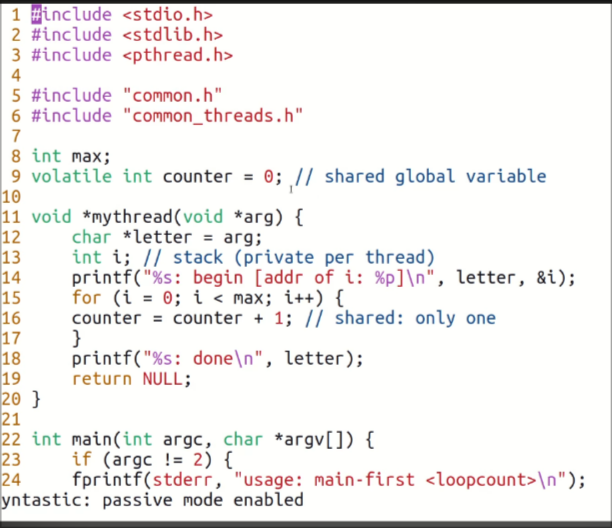 1 #include <stdio.h>
2 #include <stdlib.h>
3 #include <pthread.h>
4
5 #include "common.h"
6 #include "common_threads.h"
7
8 int max;
9 volatile int counter = 0; // shared global variable
10
11 void *mythread(void *arg) {
12     char *letter = arg;
13     int i; // stack (private per thread)
14     printf("%s: begin [addr of i: %p]\n", letter, &i);
15     for (i = 0; i < max; i++) {
16     counter = counter + 1; // shared: only one
17     }
18     printf("%s: done\n", letter);
19     return NULL;
20 }
21
22 int main(int argc, char *argv[]) {
23     if (argc != 2) {
24     fprintf(stderr, "usage: main-first <loopcount>\n");
yntastic: passive mode enabled